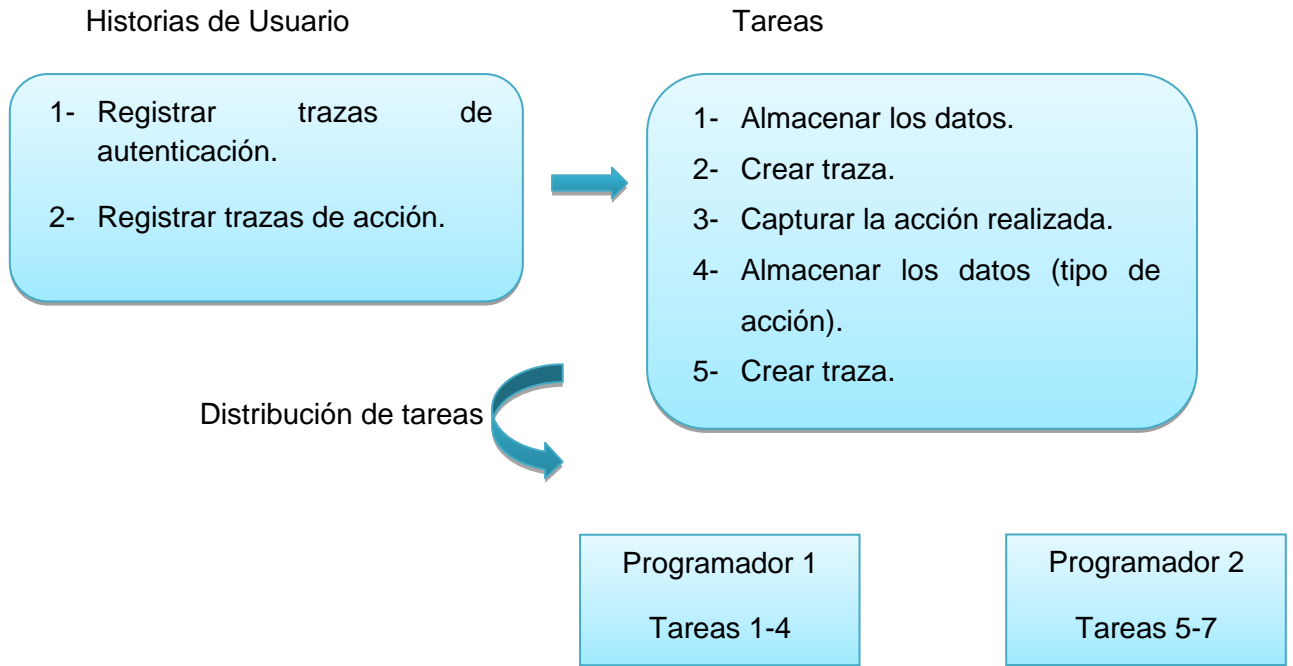 Historias de Usuario
Tareas
1- Registrar trazas de
autenticación.
2- Registrar trazas de acción.
1- Almacenar los datos.
2- Crear traza.
3- Capturar la acción realizada.
4- Almacenar los datos (tipo de
acción).
5- Crear traza.
Distribución de tareas
Programador 1
Tareas 1-4
Programador 2
Tareas 5-7